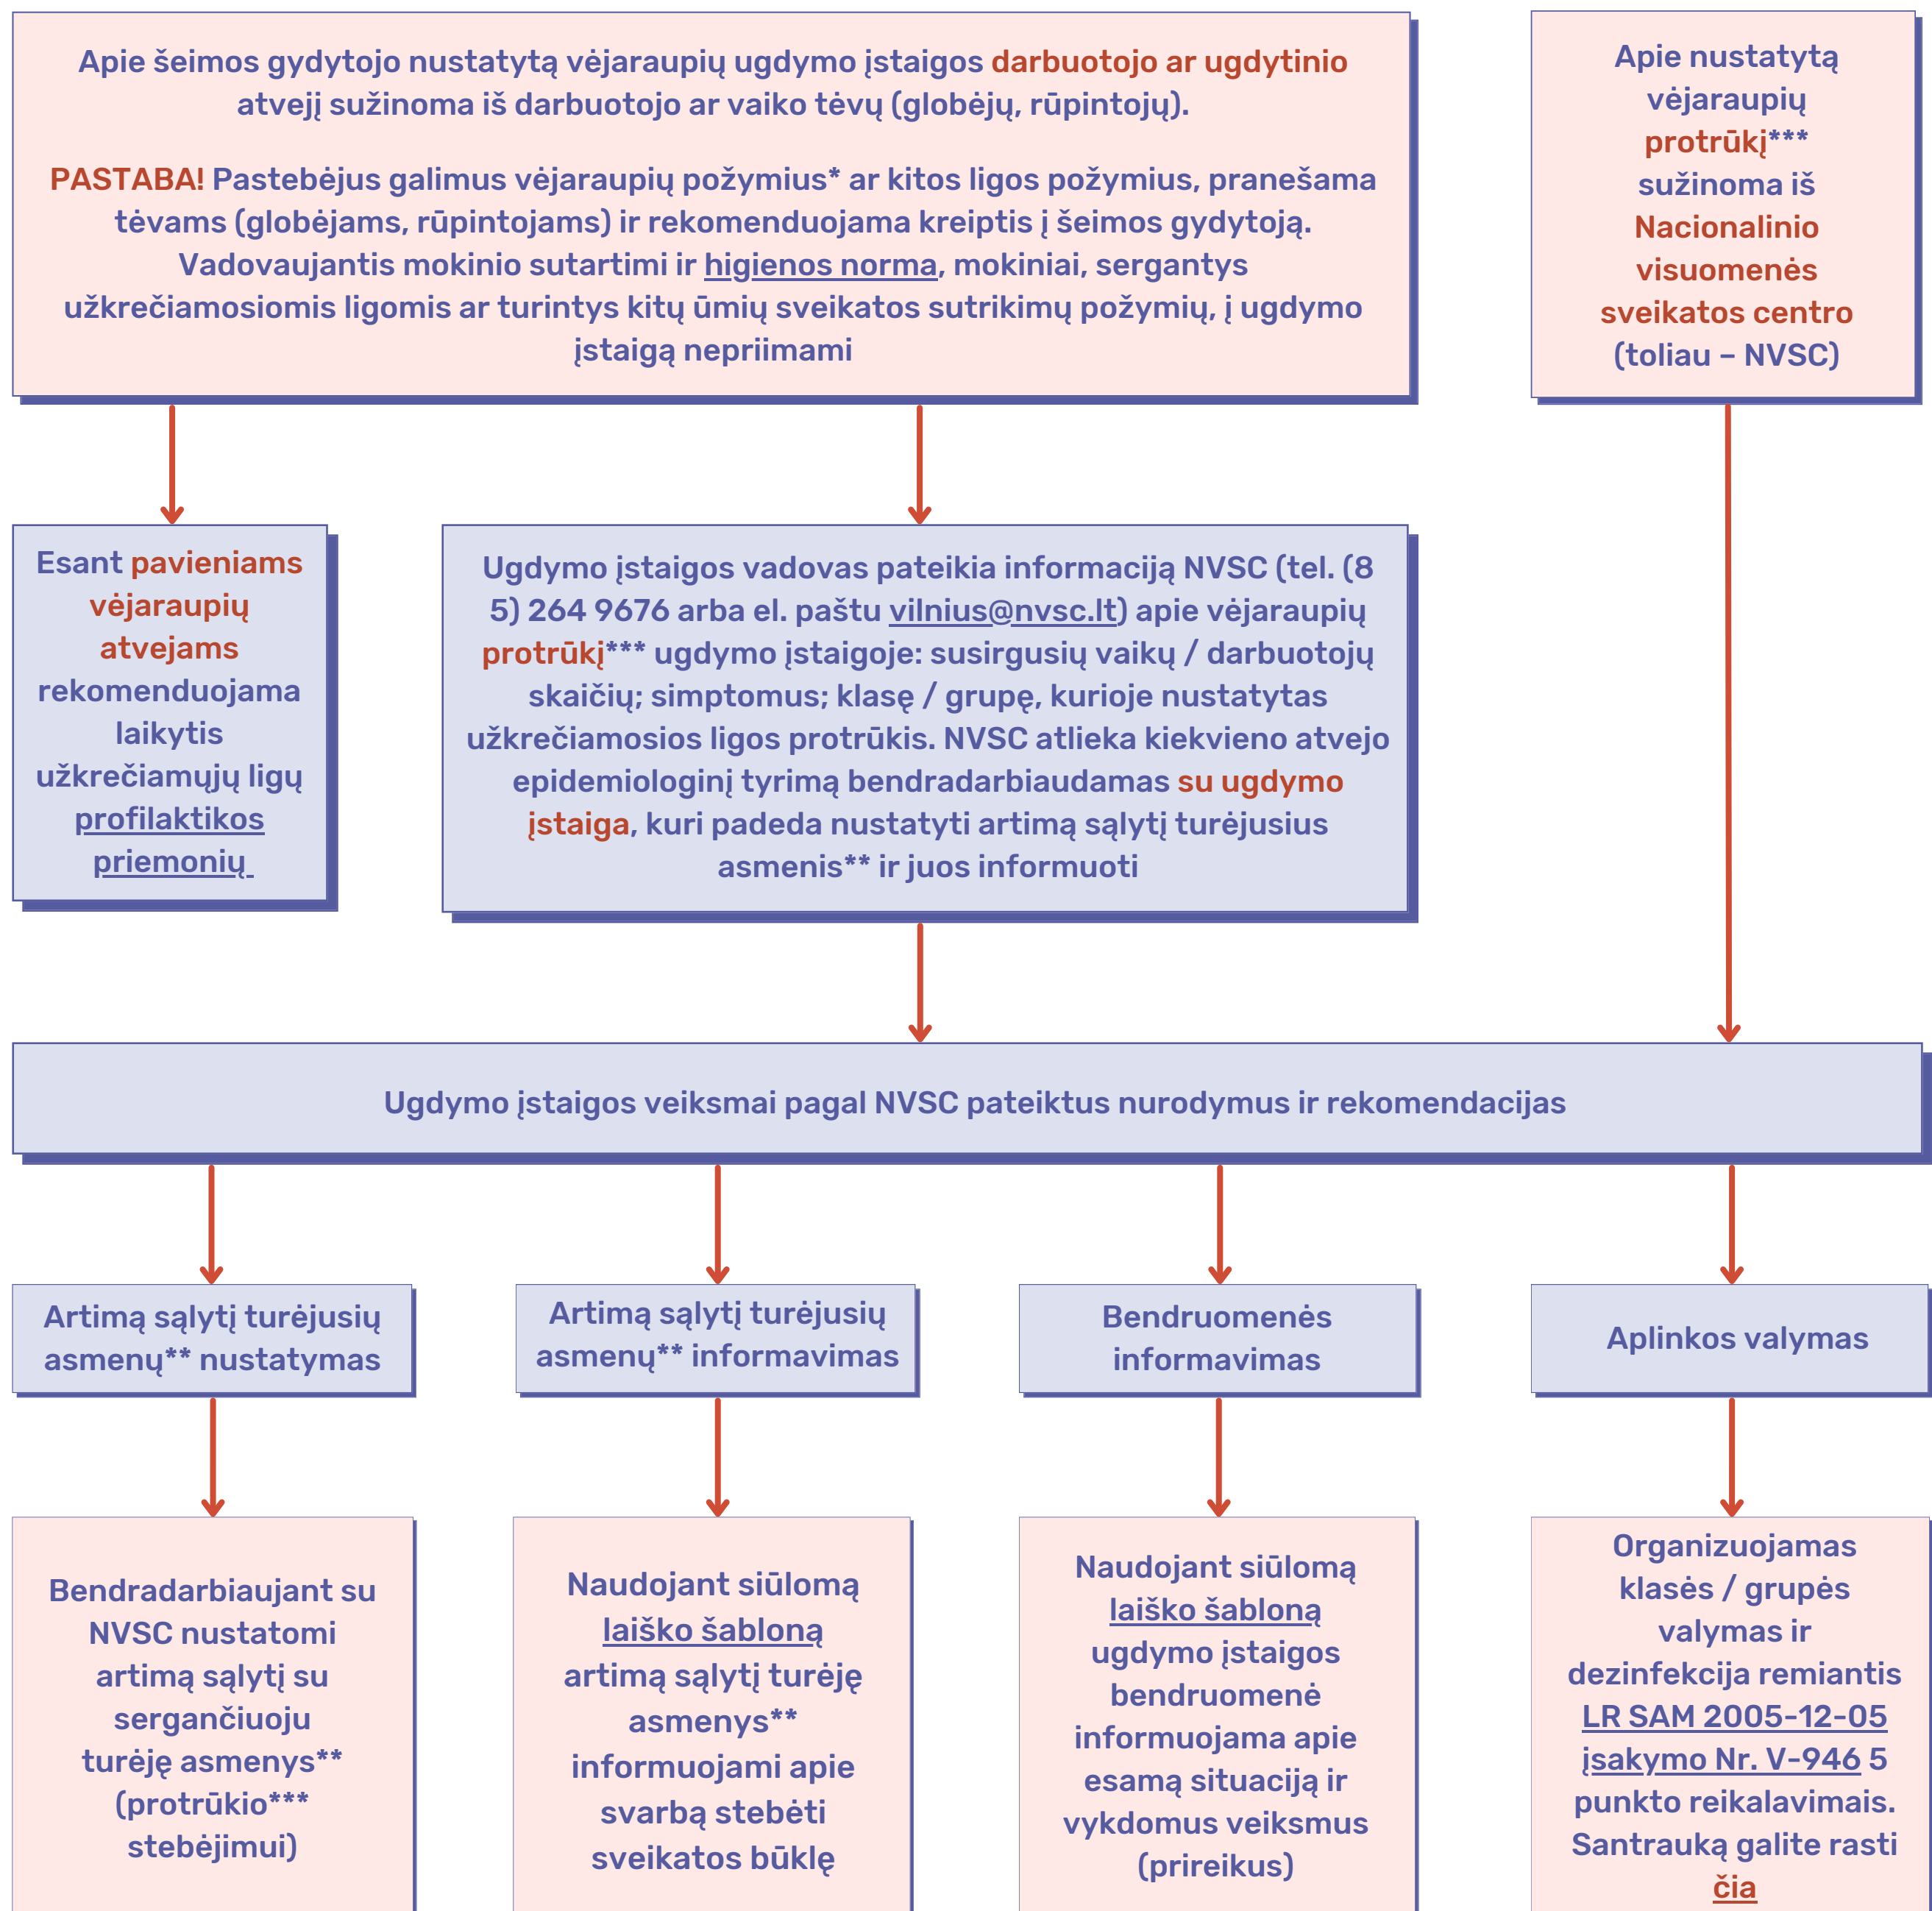 Apie šeimos gydytojo nustatytą vėjaraupių ugdymo įstaigos darbuotojo ar ugdytinio
atvejį sužinoma iš darbuotojo ar vaiko tėvų (globėjų, rūpintojų).
PASTABA! Pastebėjus galimus vėjaraupių požymius* ar kitos ligos požymius, pranešama
tėvams (globėjams, rūpintojams) ir rekomenduojama kreiptis į šeimos gydytoją.
Vadovaujantis mokinio sutartimi ir higienos norma, mokiniai, sergantys
užkrečiamosiomis ligomis ar turintys kitų ūmių sveikatos sutrikimų požymių, į ugdymo
įstaigą nepriimami
Apie nustatytą
vėjaraupių
protrūkį***
sužinoma iš
Nacionalinio
visuomenės
sveikatos centro
(toliau – NVSC)
Esant pavieniams
vėjaraupių
atvejams
rekomenduojama
laikytis
užkrečiamųjų ligų
profilaktikos
priemonių
Ugdymo įstaigos vadovas pateikia informaciją NVSC (tel. (8
5) 264 9676 arba el. paštu vilnius@nvsc.lt) apie vėjaraupių
protrūkį*** ugdymo įstaigoje: susirgusių vaikų / darbuotojų
skaičių; simptomus; klasę / grupę, kurioje nustatytas
užkrečiamosios ligos protrūkis. NVSC atlieka kiekvieno atvejo
epidemiologinį tyrimą bendradarbiaudamas su ugdymo
įstaiga, kuri padeda nustatyti artimą sąlytį turėjusius
asmenis** ir juos informuoti
Ugdymo įstaigos veiksmai pagal NVSC pateiktus nurodymus ir rekomendacijas
Artimą sąlytį turėjusių
asmenų** nustatymas
Artimą sąlytį turėjusių
asmenų** informavimas
Bendruomenės
informavimas
Aplinkos valymas
Bendradarbiaujant su
NVSC nustatomi
artimą sąlytį su
sergančiuoju
turėję asmenys**
(protrūkio***
stebėjimui)
Naudojant siūlomą
laiško šabloną
artimą sąlytį turėję
asmenys**
informuojami apie
svarbą stebėti
sveikatos būklę
Naudojant siūlomą
laiško šabloną
ugdymo įstaigos
bendruomenė
informuojama apie
esamą situaciją ir
vykdomus veiksmus
(prireikus)
Organizuojamas
klasės / grupės
valymas ir
dezinfekcija remiantis
LR SAM 2005-12-05
įsakymo Nr. V-946 5
punkto reikalavimais.
Santrauką galite rasti
čia